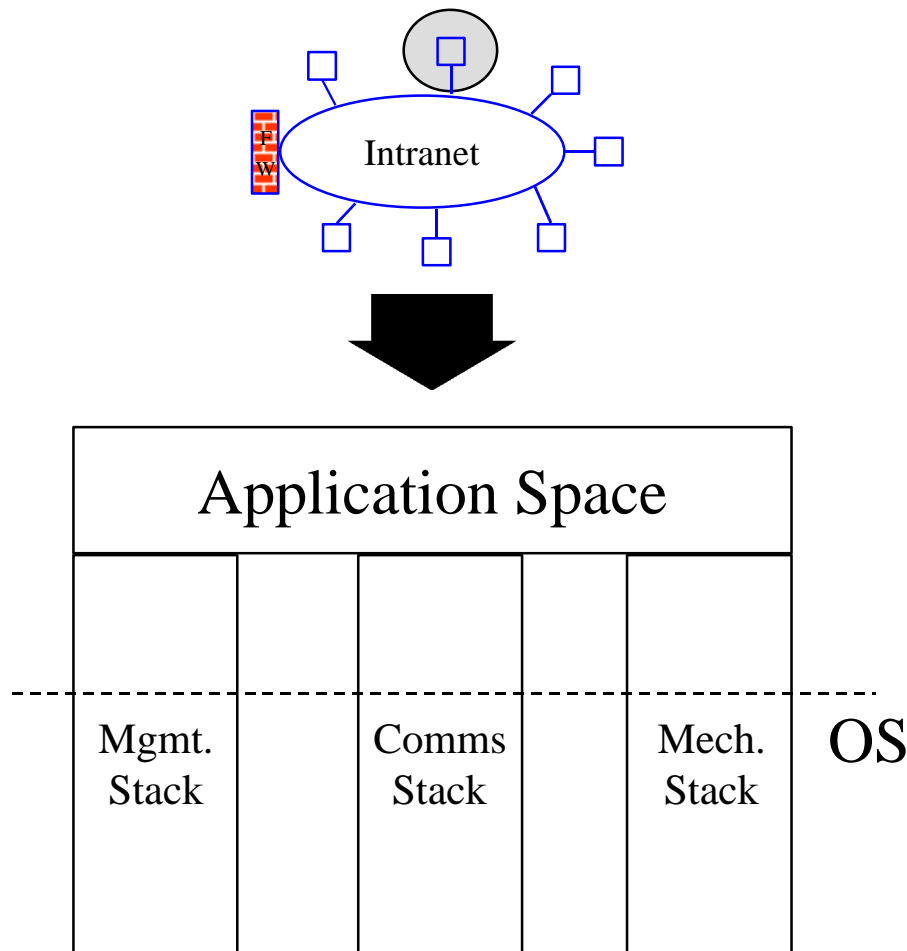 F
W
Intranet
Application Space
Mgmt.
Stack
Comms
Stack
Mech.
Stack
OS